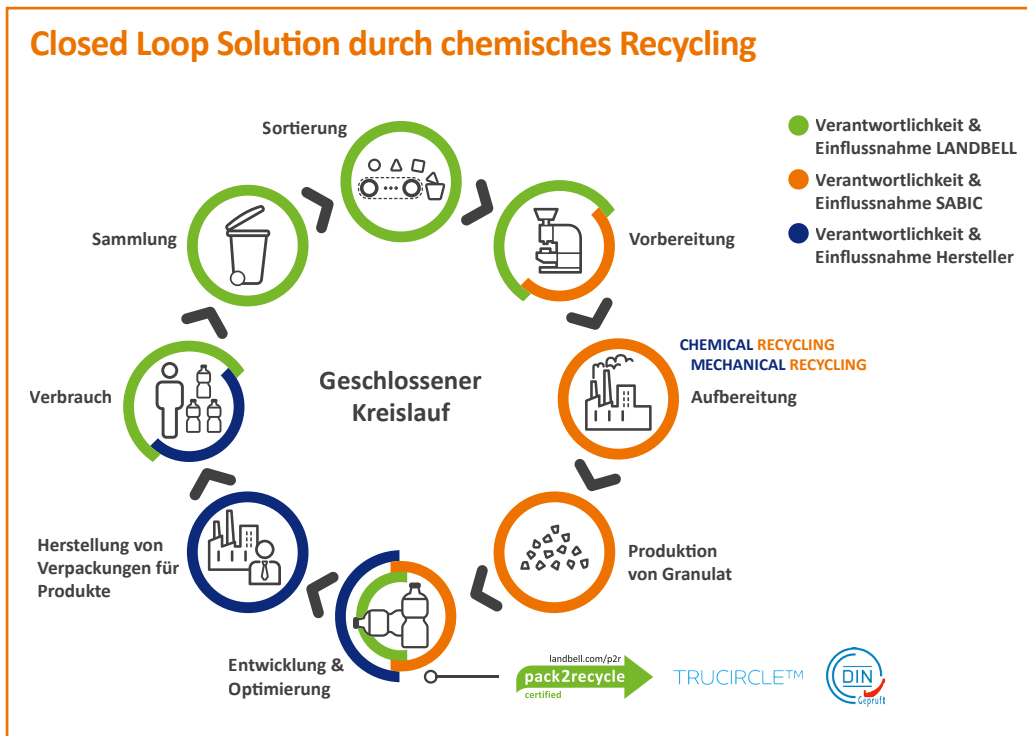 Closed Loop Solution durch chemisches Recycling
Sortierung
Verantwortlichkeit &
Einflussnahme LANDBELL
Verantwortlichkeit &
Einflussnahme SABIC
Verantwortlichkeit &
Einflussnahme Hersteller
Sammlung
Vorbereitung
CHEMICAL RECYCLING
MECHANICAL RECYCLING
Aufbereitung
Geschlossener
Kreislauf
Verbrauch
Herstellung von
Verpackungen für
Produkte
Produktion
von Granulat
Entwicklung &
Optimierung
landbell.com/p2r
pack2recycle
certified
TRUCIRCLE™
DIN
Geprüft